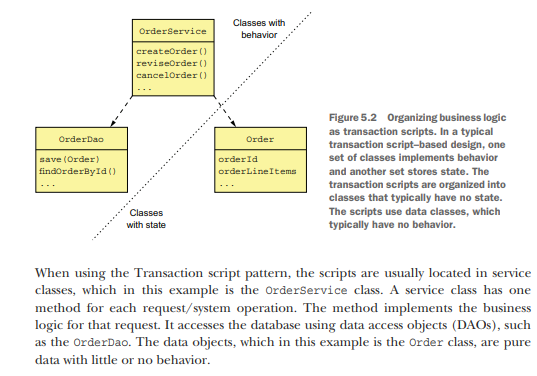 OrderService
createOrder()
reviseOrder()
cancelOrder()
...
Classes with
behavior
OrderDao
save(Order)
findOrderById()
...
Order
orderId
orderLineItems
...
Classes
with state
Figure 5.2 Organizing business logic
as transaction scripts. In a typical
transaction script–based design, one
set of classes implements behavior
and another set stores state. The
transaction scripts are organized into
classes that typically have no state.
The scripts use data classes, which
typically have no behavior.
When using the Transaction script pattern, the scripts are usually located in service
classes, which in this example is the OrderService class. A service class has one
method for each request/system operation. The method implements the business
logic for that request. It accesses the database using data access objects (DAOs), such
as the OrderDao. The data objects, which in this example is the Order class, are pure
data with little or no behavior.